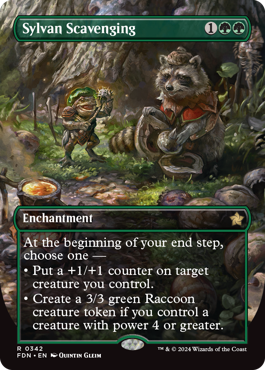 Sylvan Scavenging 1
Enchantment
At the beginning of your end step,
choose one —
• Put a +1/+1 counter on target
creature you control.
• Create a 3/3 green Raccoon
creature token if you control a
creature with power 4 or greater.
R 0342
FDN • EN Quentin Gleim
™ & © 2024 Wizards of the Coast